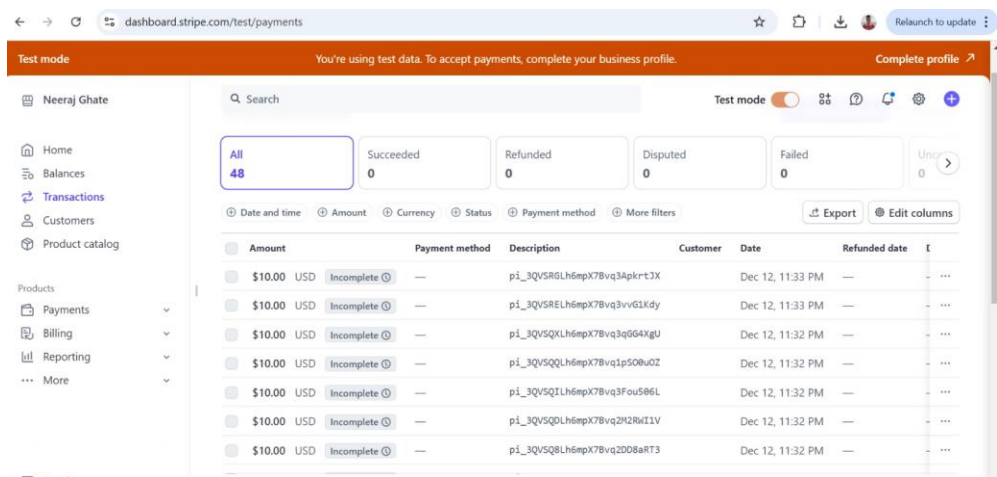 dashboard.stripe.com/test/payments
Relaunch to update
Test mode
You're using test data. To accept payments, complete your business profile.
Complete profile
Neeraj Ghate
Search
Test mode
Home
Balances
Transactions
Customers
Product catalog
Products
Payments
Billing
Reporting
More
All
48
Succeeded
0
Refunded
0
Disputed
0
Failed
0
0
Date and time Amount Currency Status Payment method More filters
Export Edit columns
Amount Payment method Description Customer Date Refunded date
$10.00 USD Incomplete — pi_3QVSRGLh6mpX7Bvq3ApkrtJX Dec 12, 11:33 PM —
$10.00 USD Incomplete — pi_3QVSRELh6mpX7Bvq3vvG1Kdy Dec 12, 11:33 PM —
$10.00 USD Incomplete — pi_3QVSQXLh6mpX7Bvq3qGG4XgU Dec 12, 11:32 PM —
$10.00 USD Incomplete — pi_3QVSQQLh6mpX7Bvq1pSO0uOZ Dec 12, 11:32 PM —
$10.00 USD Incomplete — pi_3QVSQILh6mpX7Bvq3Fou506L Dec 12, 11:32 PM —
$10.00 USD Incomplete — pi_3QVSQDLh6mpX7Bvq2M2RWI1V Dec 12, 11:32 PM —
$10.00 USD Incomplete — pi_3QVSQ8Lh6mpX7Bvq2DD8aRT3 Dec 12, 11:32 PM —